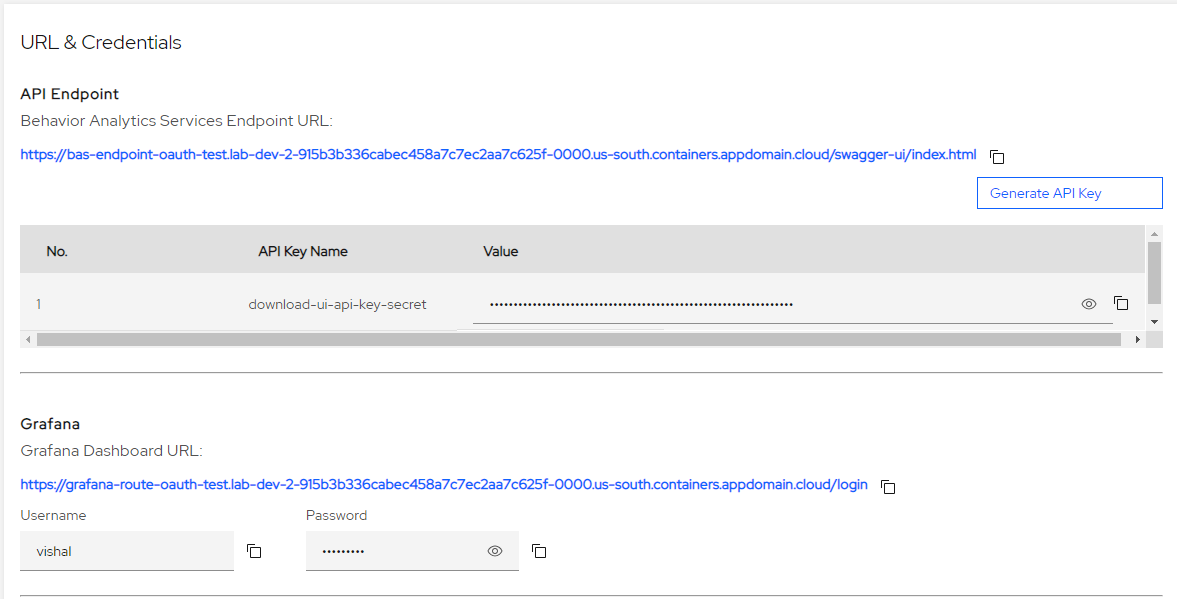 URL & Credentials
API Endpoint
Behavior Analytics Services Endpoint URL:
https://bas-endpoint-oauth-test.lab-dev-2-915b3b336cabec458a7c7ec2aa7c625f-0000.us-south.containers.appdomain.cloud/swagger-ui/index.html
Generate API Key
No. API Key Name Value
1 download-ui-api-key-secret
Grafana
Grafana Dashboard URL:
https://grafana-route-oauth-test.lab-dev-2-915b3b336cabec458a7c7ec2aa7c625f-0000.us-south.containers.appdomain.cloud/login
Username Password
vishal